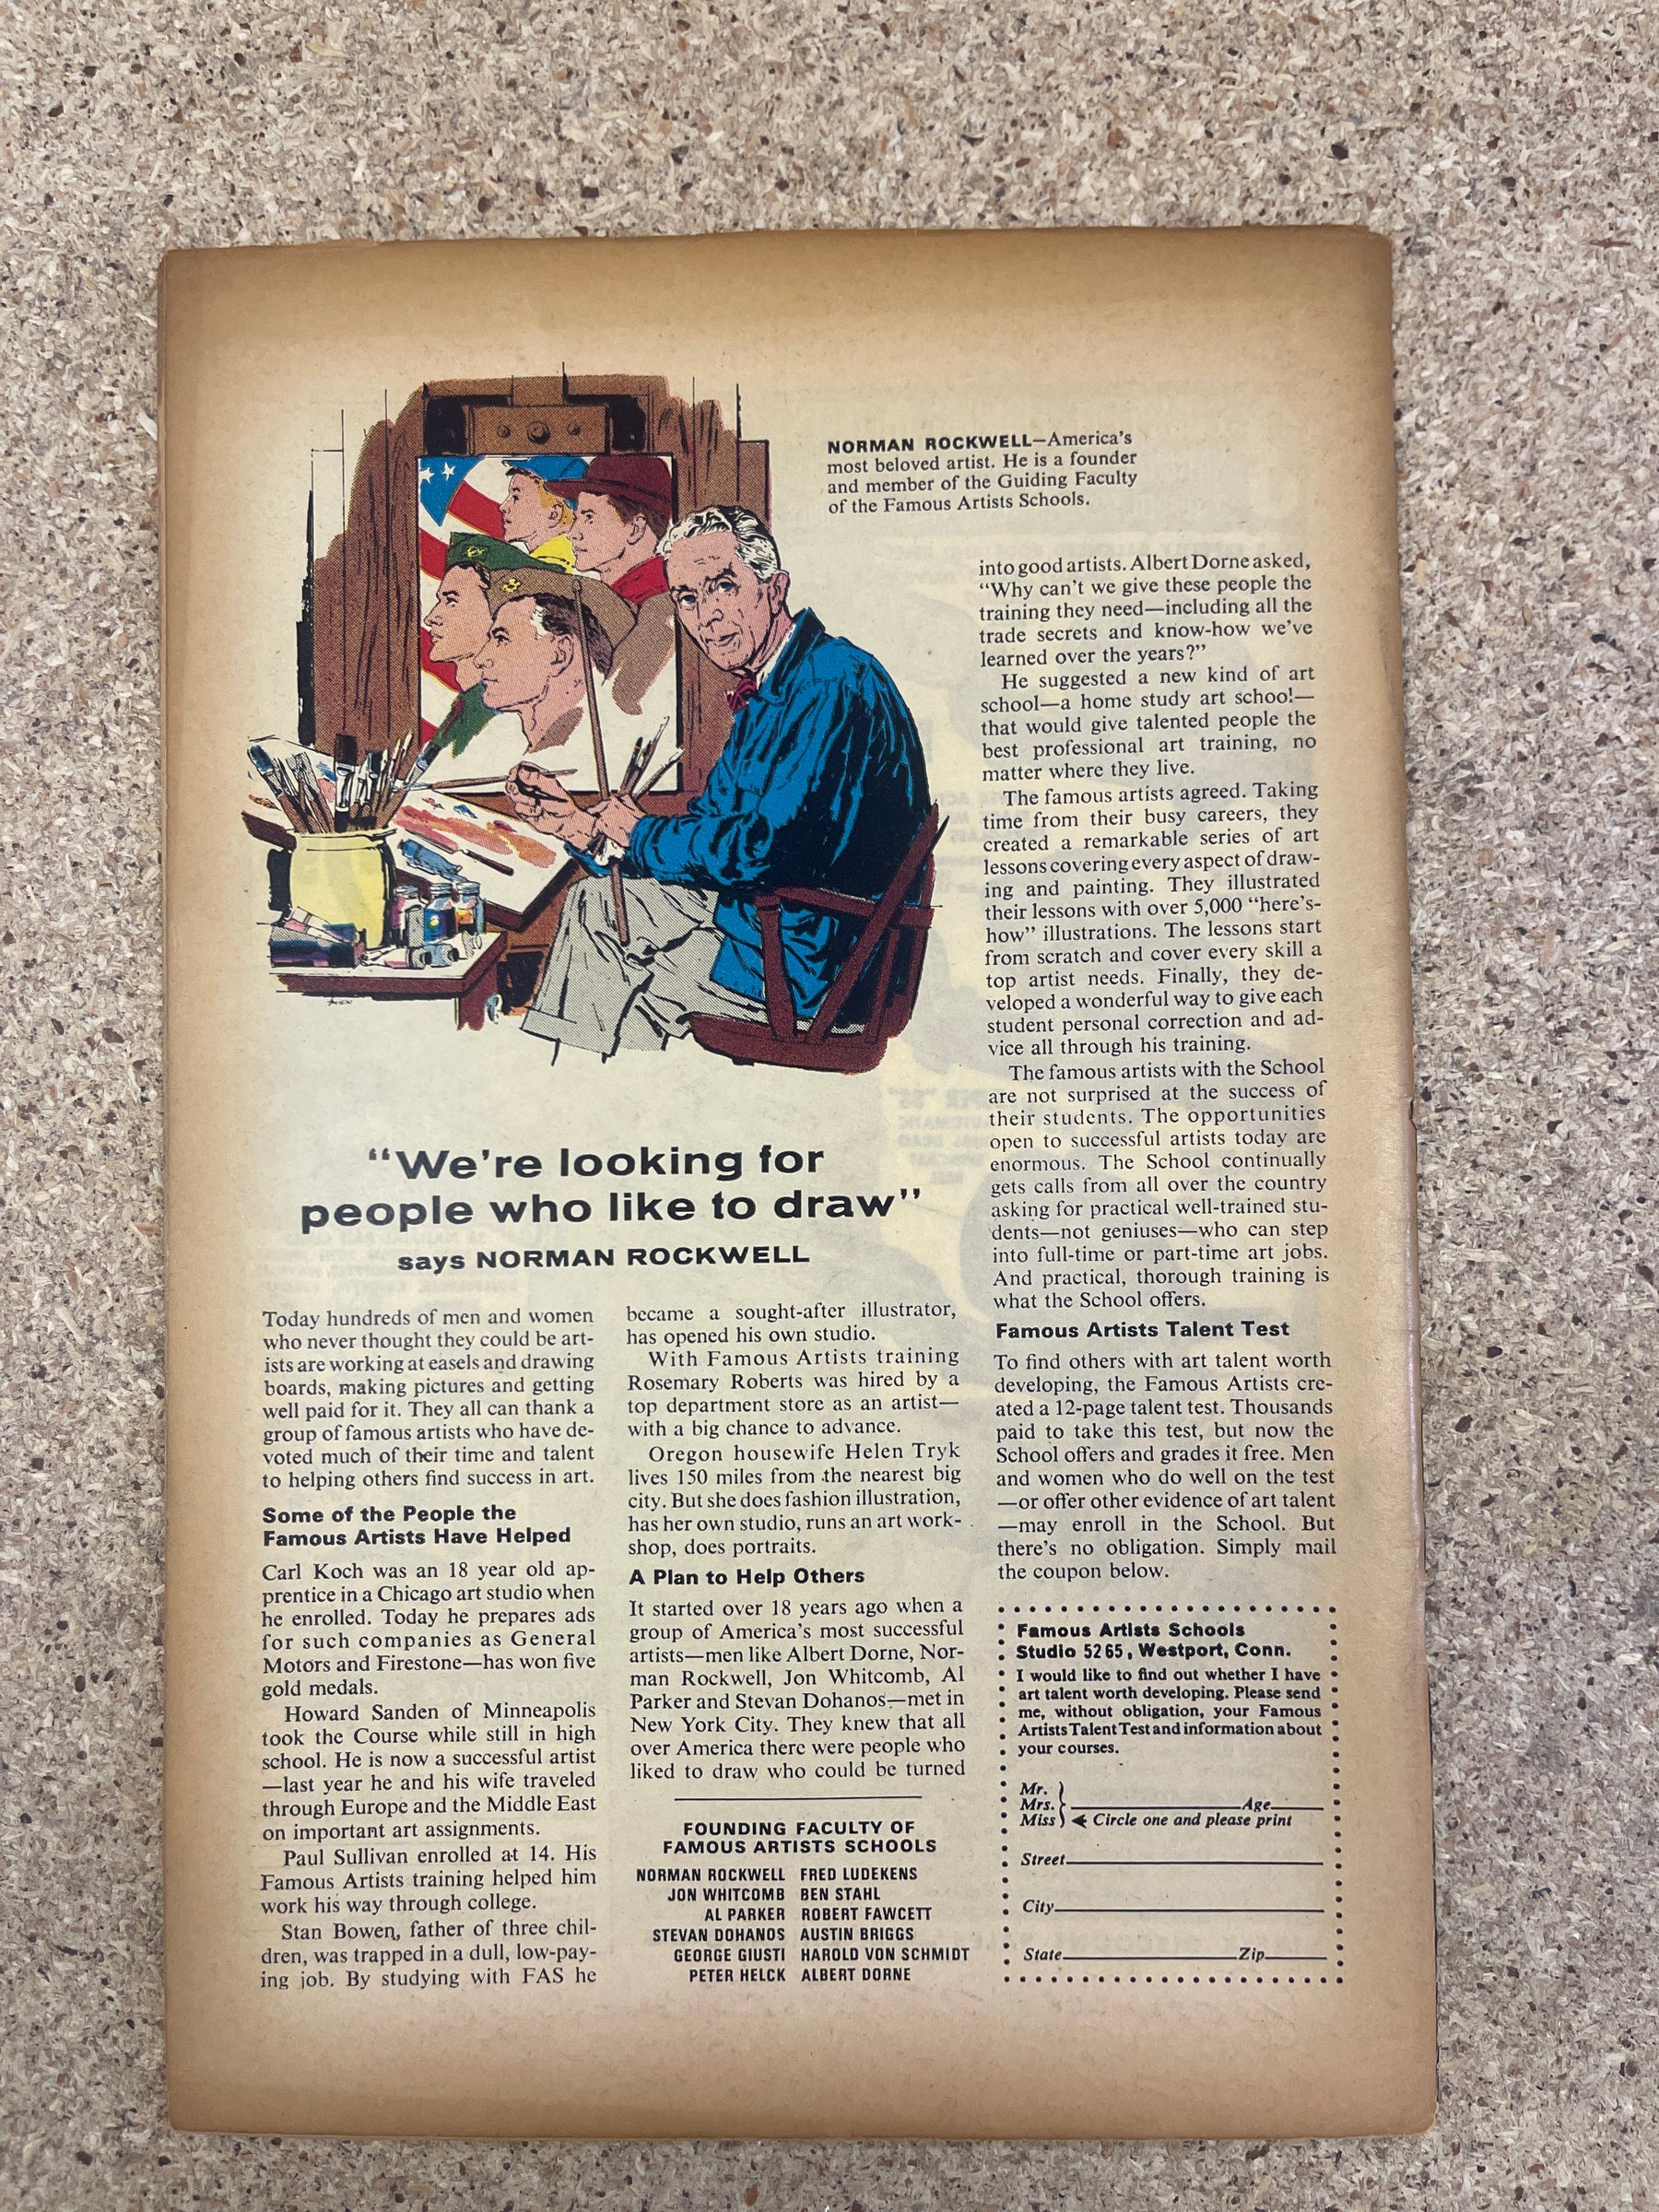 NORMAN ROCKWELL—America's
most beloved artist. He is a founder
and member of the Guiding Faculty
of the Famous Artists Schools.
"We're looking for
people who like to draw"
says NORMAN ROCKWELL
Today hundreds of men and women
who never thought they could be art-
ists are working at easels and drawing
boards, making pictures and getting
well paid for it. They all can thank a
group of famous artists who have de-
voted much of their time and talent
to helping others find success in art.
Some of the People the
Famous Artists Have Helped
Carl Koch was an 18 year old ap-
prentice in a Chicago art studio when
he enrolled. Today he prepares ads
for such companies as General
Motors and Firestone—has won five
gold medals.
Howard Sanden of Minneapolis
took the Course while still in high
school. He is now a successful artist
—last year he and his wife traveled
through Europe and the Middle East
on important art assignments.
Paul Sullivan enrolled at 14. His
Famous Artists training helped him
work his way through college.
Stan Bowen, father of three chil-
dren, was trapped in a dull, low-pay-
ing job. By studying with FAS he
became a sought-after illustrator,
has opened his own studio.
With Famous Artists training
Rosemary Roberts was hired by a
top department store as an artist—
with a big chance to advance.
Oregon housewife Helen Tryk
lives 150 miles from the nearest big
city. But she does fashion illustration,
has her own studio, runs an art work-
shop, does portraits.
A Plan to Help Others
It started over 18 years ago when a
group of America's most successful
artists—men like Albert Dorne, Nor-
man Rockwell, Jon Whitcomb, Al
Parker and Stevan Dohanos—met in
New York City. They knew that all
over America there were people who
liked to draw who could be turned
FOUNDING FACULTY OF
FAMOUS ARTISTS SCHOOLS
NORMAN ROCKWELL FRED LUDEKENS
JON WHITCOMB BEN STAHL
AL PARKER ROBERT FAWCETT
STEVAN DOHANOS AUSTIN BRIGGS
GEORGE GIUSTI HAROLD VON SCHMIDT
PETER HELCK ALBERT DORNE
into good artists. Albert Dorne asked,
"Why can't we give these people the
training they need—including all the
trade secrets and know-how we've
learned over the years?"
He suggested a new kind of art
school—a home study art school—
that would give talented people the
best professional art training, no
matter where they live.
The famous artists agreed. Taking
time from their busy careers, they
created a remarkable series of art
lessons covering every aspect of draw-
ing and painting. They illustrated
their lessons with over 5,000 "here's-
how" illustrations. The lessons start
from scratch and cover every skill a
top artist needs. Finally, they de-
veloped a wonderful way to give each
student personal correction and ad-
vice all through his training.
The famous artists with the School
are not surprised at the success of
their students. The opportunities
open to successful artists today are
enormous. The School continually
gets calls from all over the country
asking for practical well-trained stu-
dents—not geniuses—who can step
into full-time or part-time art jobs.
And practical, thorough training is
what the School offers.
Famous Artists Talent Test
To find others with art talent worth
developing, the Famous Artists cre-
ated a 12-page talent test. Thousands
paid to take this test, but now the
School offers and grades it free. Men
and women who do well on the test
—or offer other evidence of art talent
—may enroll in the School. But
there's no obligation. Simply mail
the coupon below.
Famous Artists Schools
Studio 5265, Westport, Conn.
I would like to find out whether I have
art talent worth developing. Please send
me, without obligation, your Famous
Artists Talent Test and information about
your courses.
Mr.
Mrs. Age
Miss Circle one and please print
Street
City
State Zip